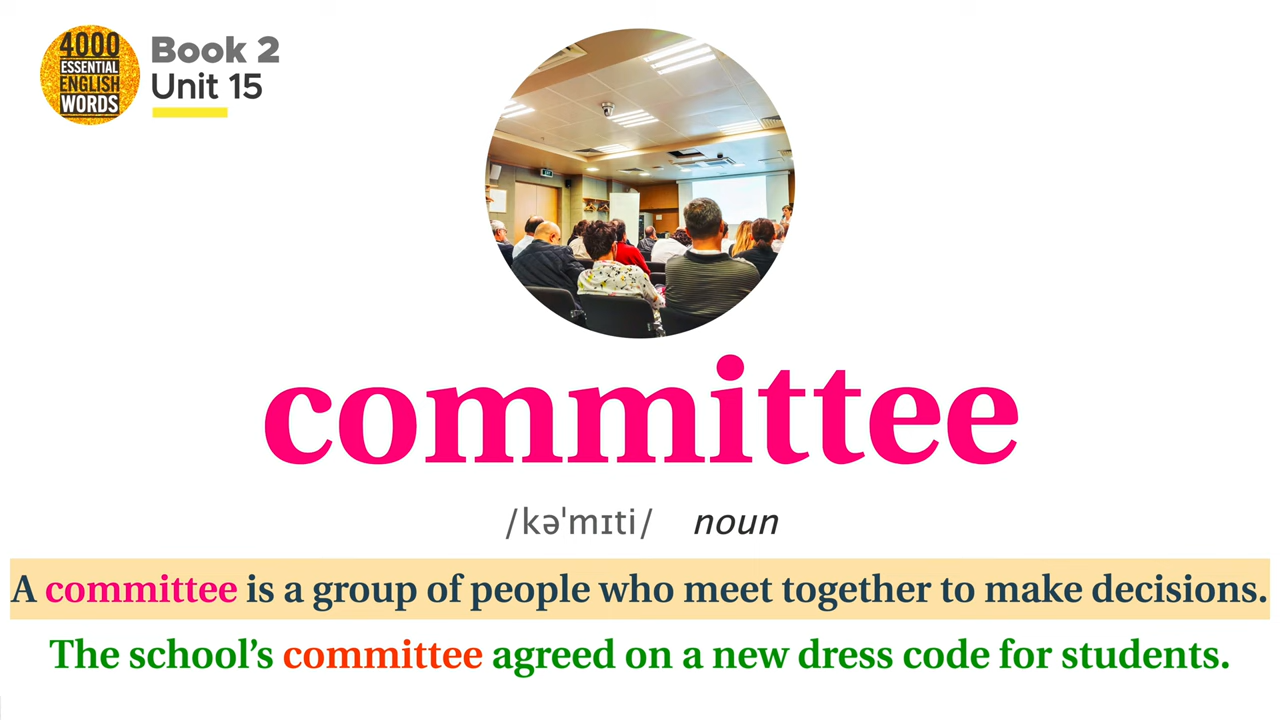 4000
ESSENTIAL
ENGLISH
WORDS
Book 2
Unit 15
committee
/kəˈmɪti/ noun
A committee is a group of people who meet together to make decisions.
The school’s committee agreed on a new dress code for students.